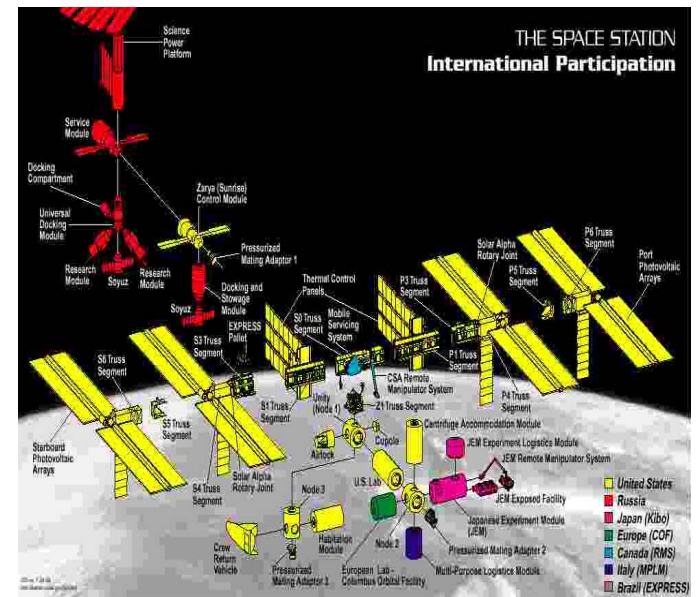 THE SPACE STATION
International Participation
Science
Power
Platform
Service
Module
Docking
Compartment
Universal
Docking
Module
Research
Module
Soyuz
Research
Module
Zarya (Sunrise)
Control Module
Pressurized
Mating Adaptor 1
Docking and
Stowage
Module
Soyuz
EXPRESS
Pallet
S3 Truss
Segment
S6 Truss
Segment
S5 Truss
Segment
Starboard
Photovoltaic
Arrays
S4 Truss
Segment
Solar Alpha
Rotary Joint
Thermal Control
Panels
S0 Truss
Segment
Mobile
Servicing
System
S1 Truss
Segment
Unity
(Node 1)
P3 Truss
Segment
Solar Alpha
Rotary Joint
P5 Truss
Segment
P6 Truss
Segment
Port
Photovoltaic
Arrays
P1 Truss
Segment
P4 Truss
Segment
CSA Remote
Manipulator System
Z1 Truss Segment
Cupola
Airlock
Centrifuge Accommodation Module
JEM Experiment Logistics Module
JEM Remote Manipulator System
U.S. Lab
JEM Exposed Facility
Node 3
Habitation
Module
Japanese Experiment Module
(JEM)
Node 2
Pressurized Mating Adaptor 2
Crew
Return
Vehicle
Pressurized
Mating Adaptor 3
European Lab -
Columbus Orbital Facility
Multi-Purpose Logistics Module
United States
Russia
Japan (Kibo)
Europe (COF)
Canada (RMS)
Italy (MPLM)
Brazil (EXPRESS)